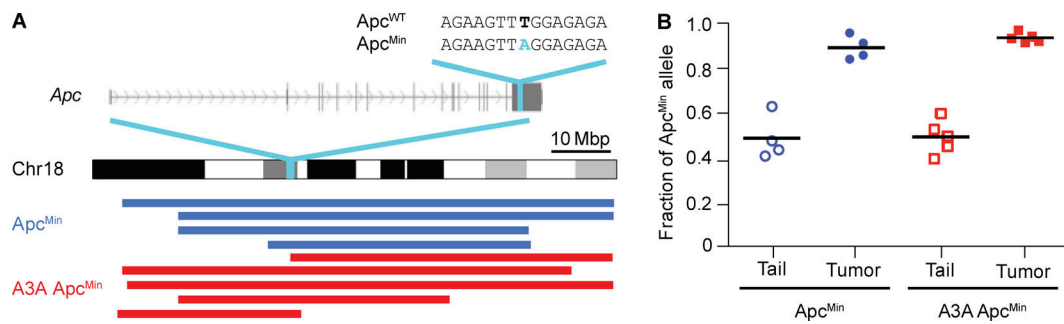 A
Apc^WT AGAAGTTTGGAGAGA
Apc^Min AGAAGTTAGGAGAGA
Apc
10 Mbp
Chr18
Apc^Min
A3A Apc^Min
B
Fraction of Apc^Min allele
1.0
0.8
0.6
0.4
0.2
0
Tail Tumor Tail Tumor
Apc^Min A3A Apc^Min